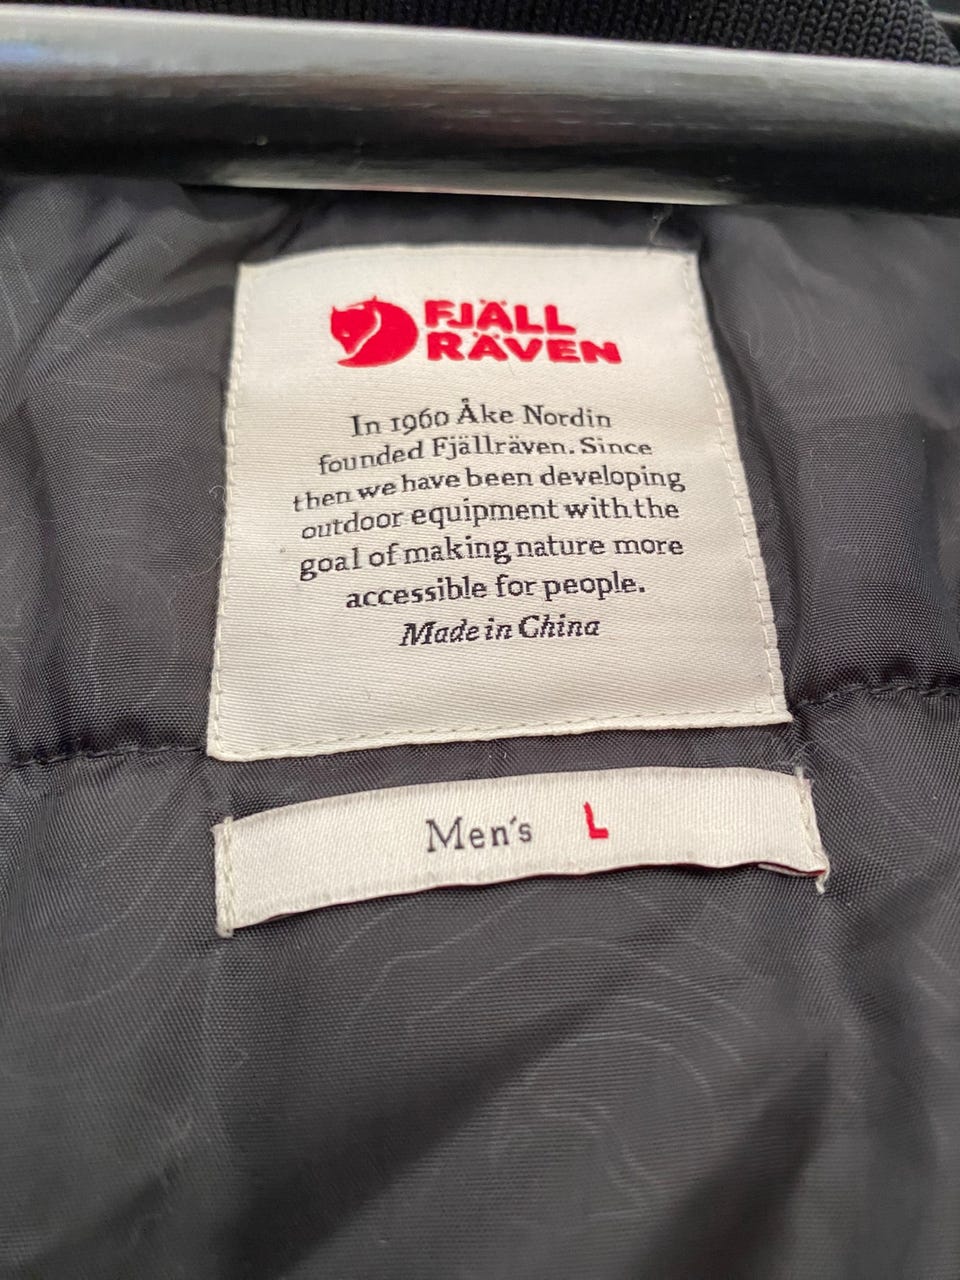 FJÄLL
RÄVEN
In 1960 Åke Nordin
founded Fjällräven. Since
then we have been developing
outdoor equipment with the
goal of making nature more
accessible for people.
Made in China
Men's L